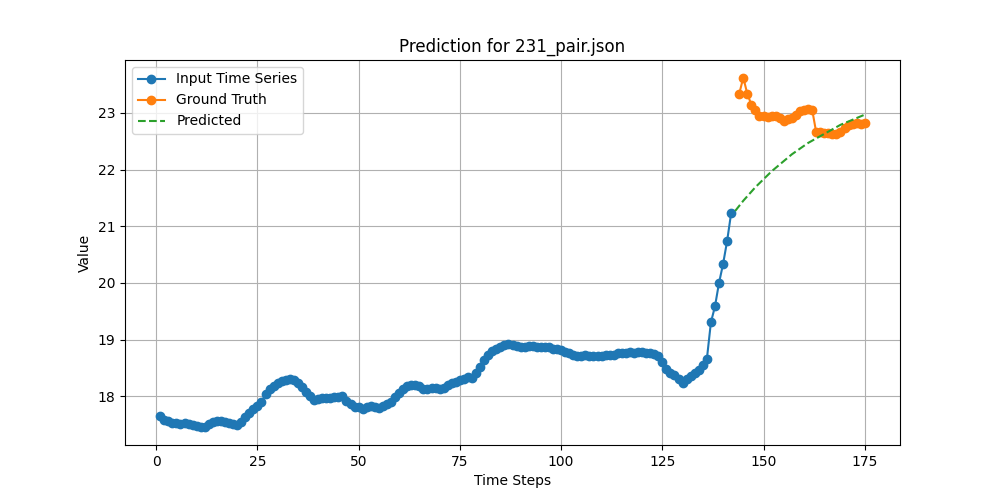 Prediction for 231_pair.json
Input Time Series
Ground Truth
Predicted
Value
23
22
21
20
19
18
0 25 50 75 100 125 150 175
Time Steps